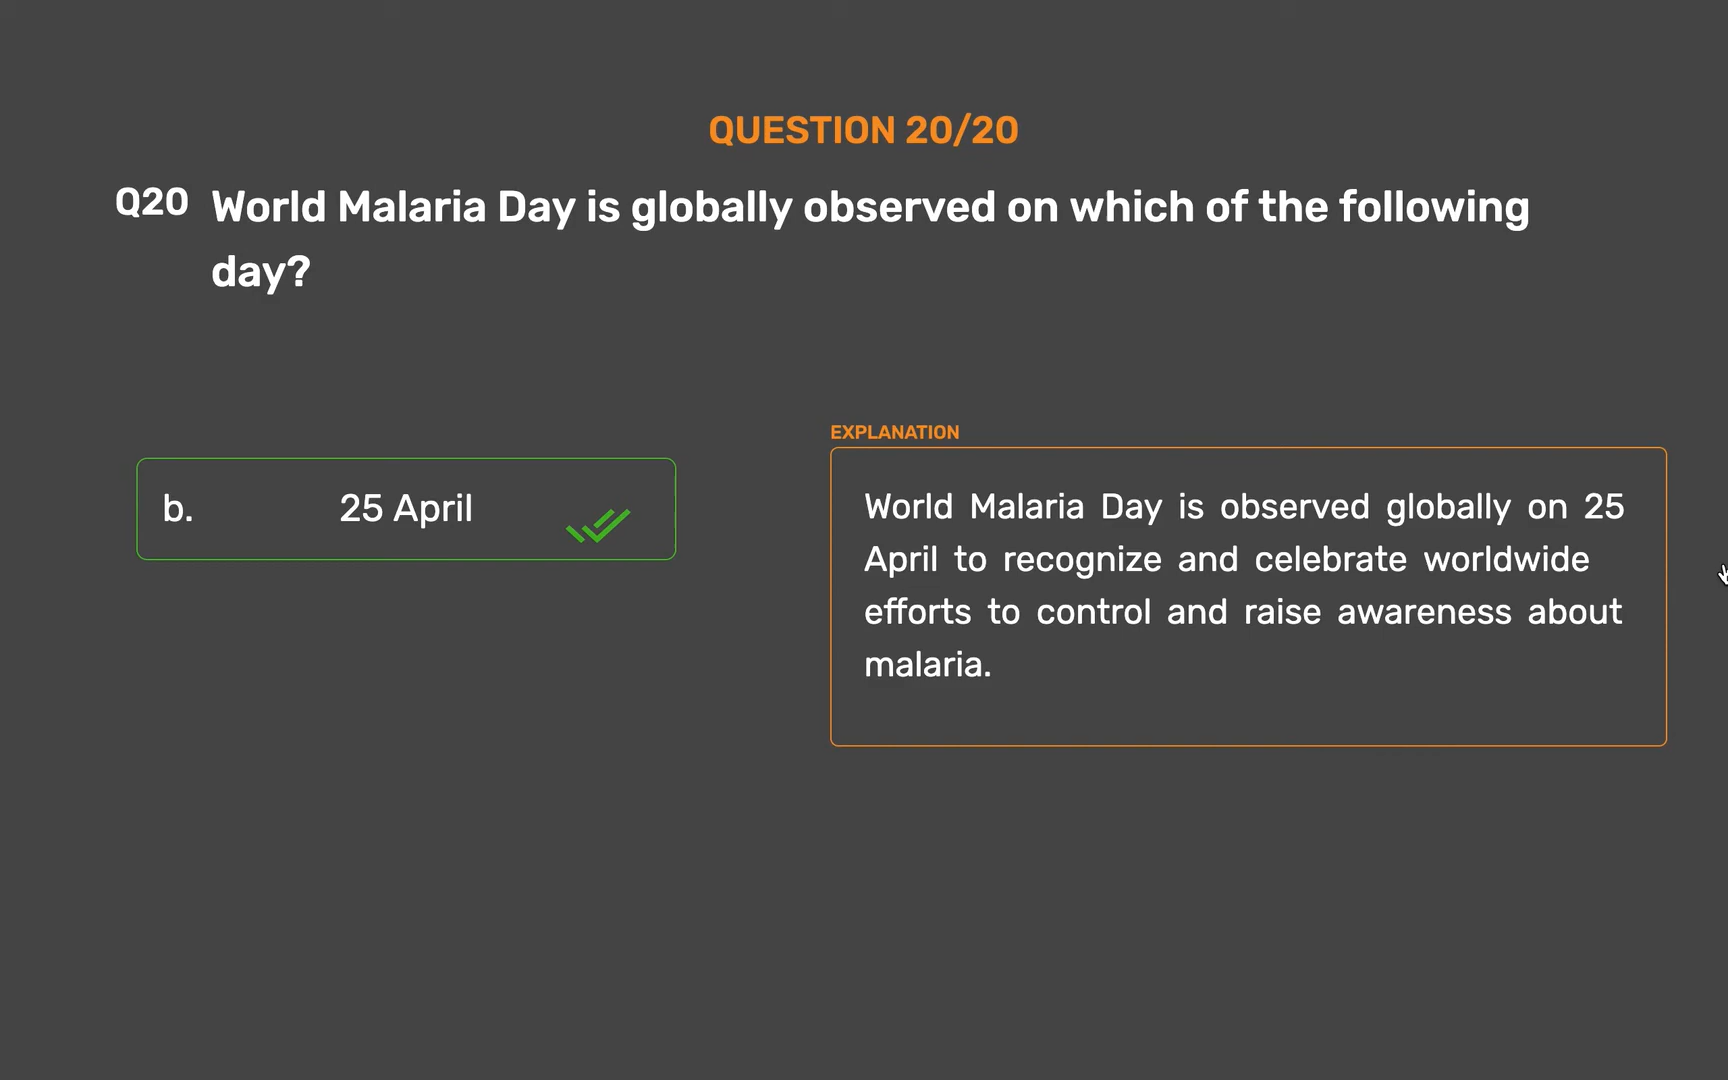 QUESTION 20/20
Q20 World Malaria Day is globally observed on which of the following
day?
b. 25 April
EXPLANATION
World Malaria Day is observed globally on 25
April to recognize and celebrate worldwide
efforts to control and raise awareness about
malaria.